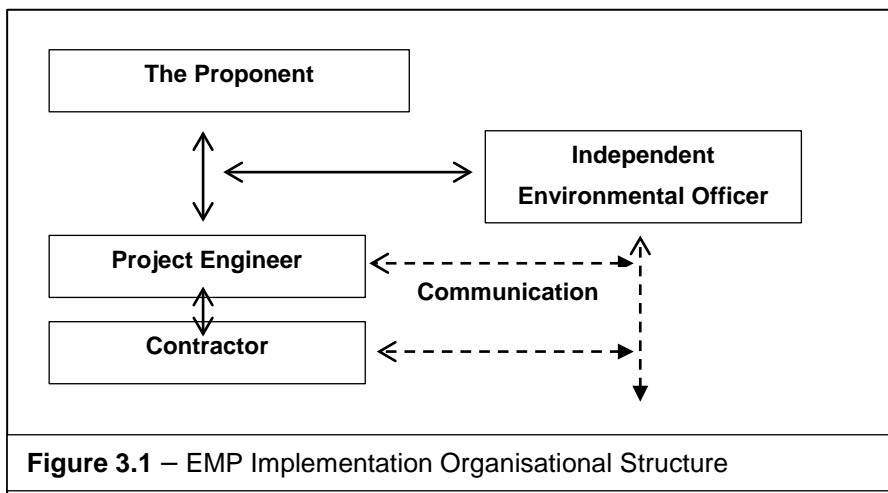 The Proponent
Independent
Environmental Officer
Project Engineer
Communication
Contractor
Figure 3.1 – EMP Implementation Organisational Structure